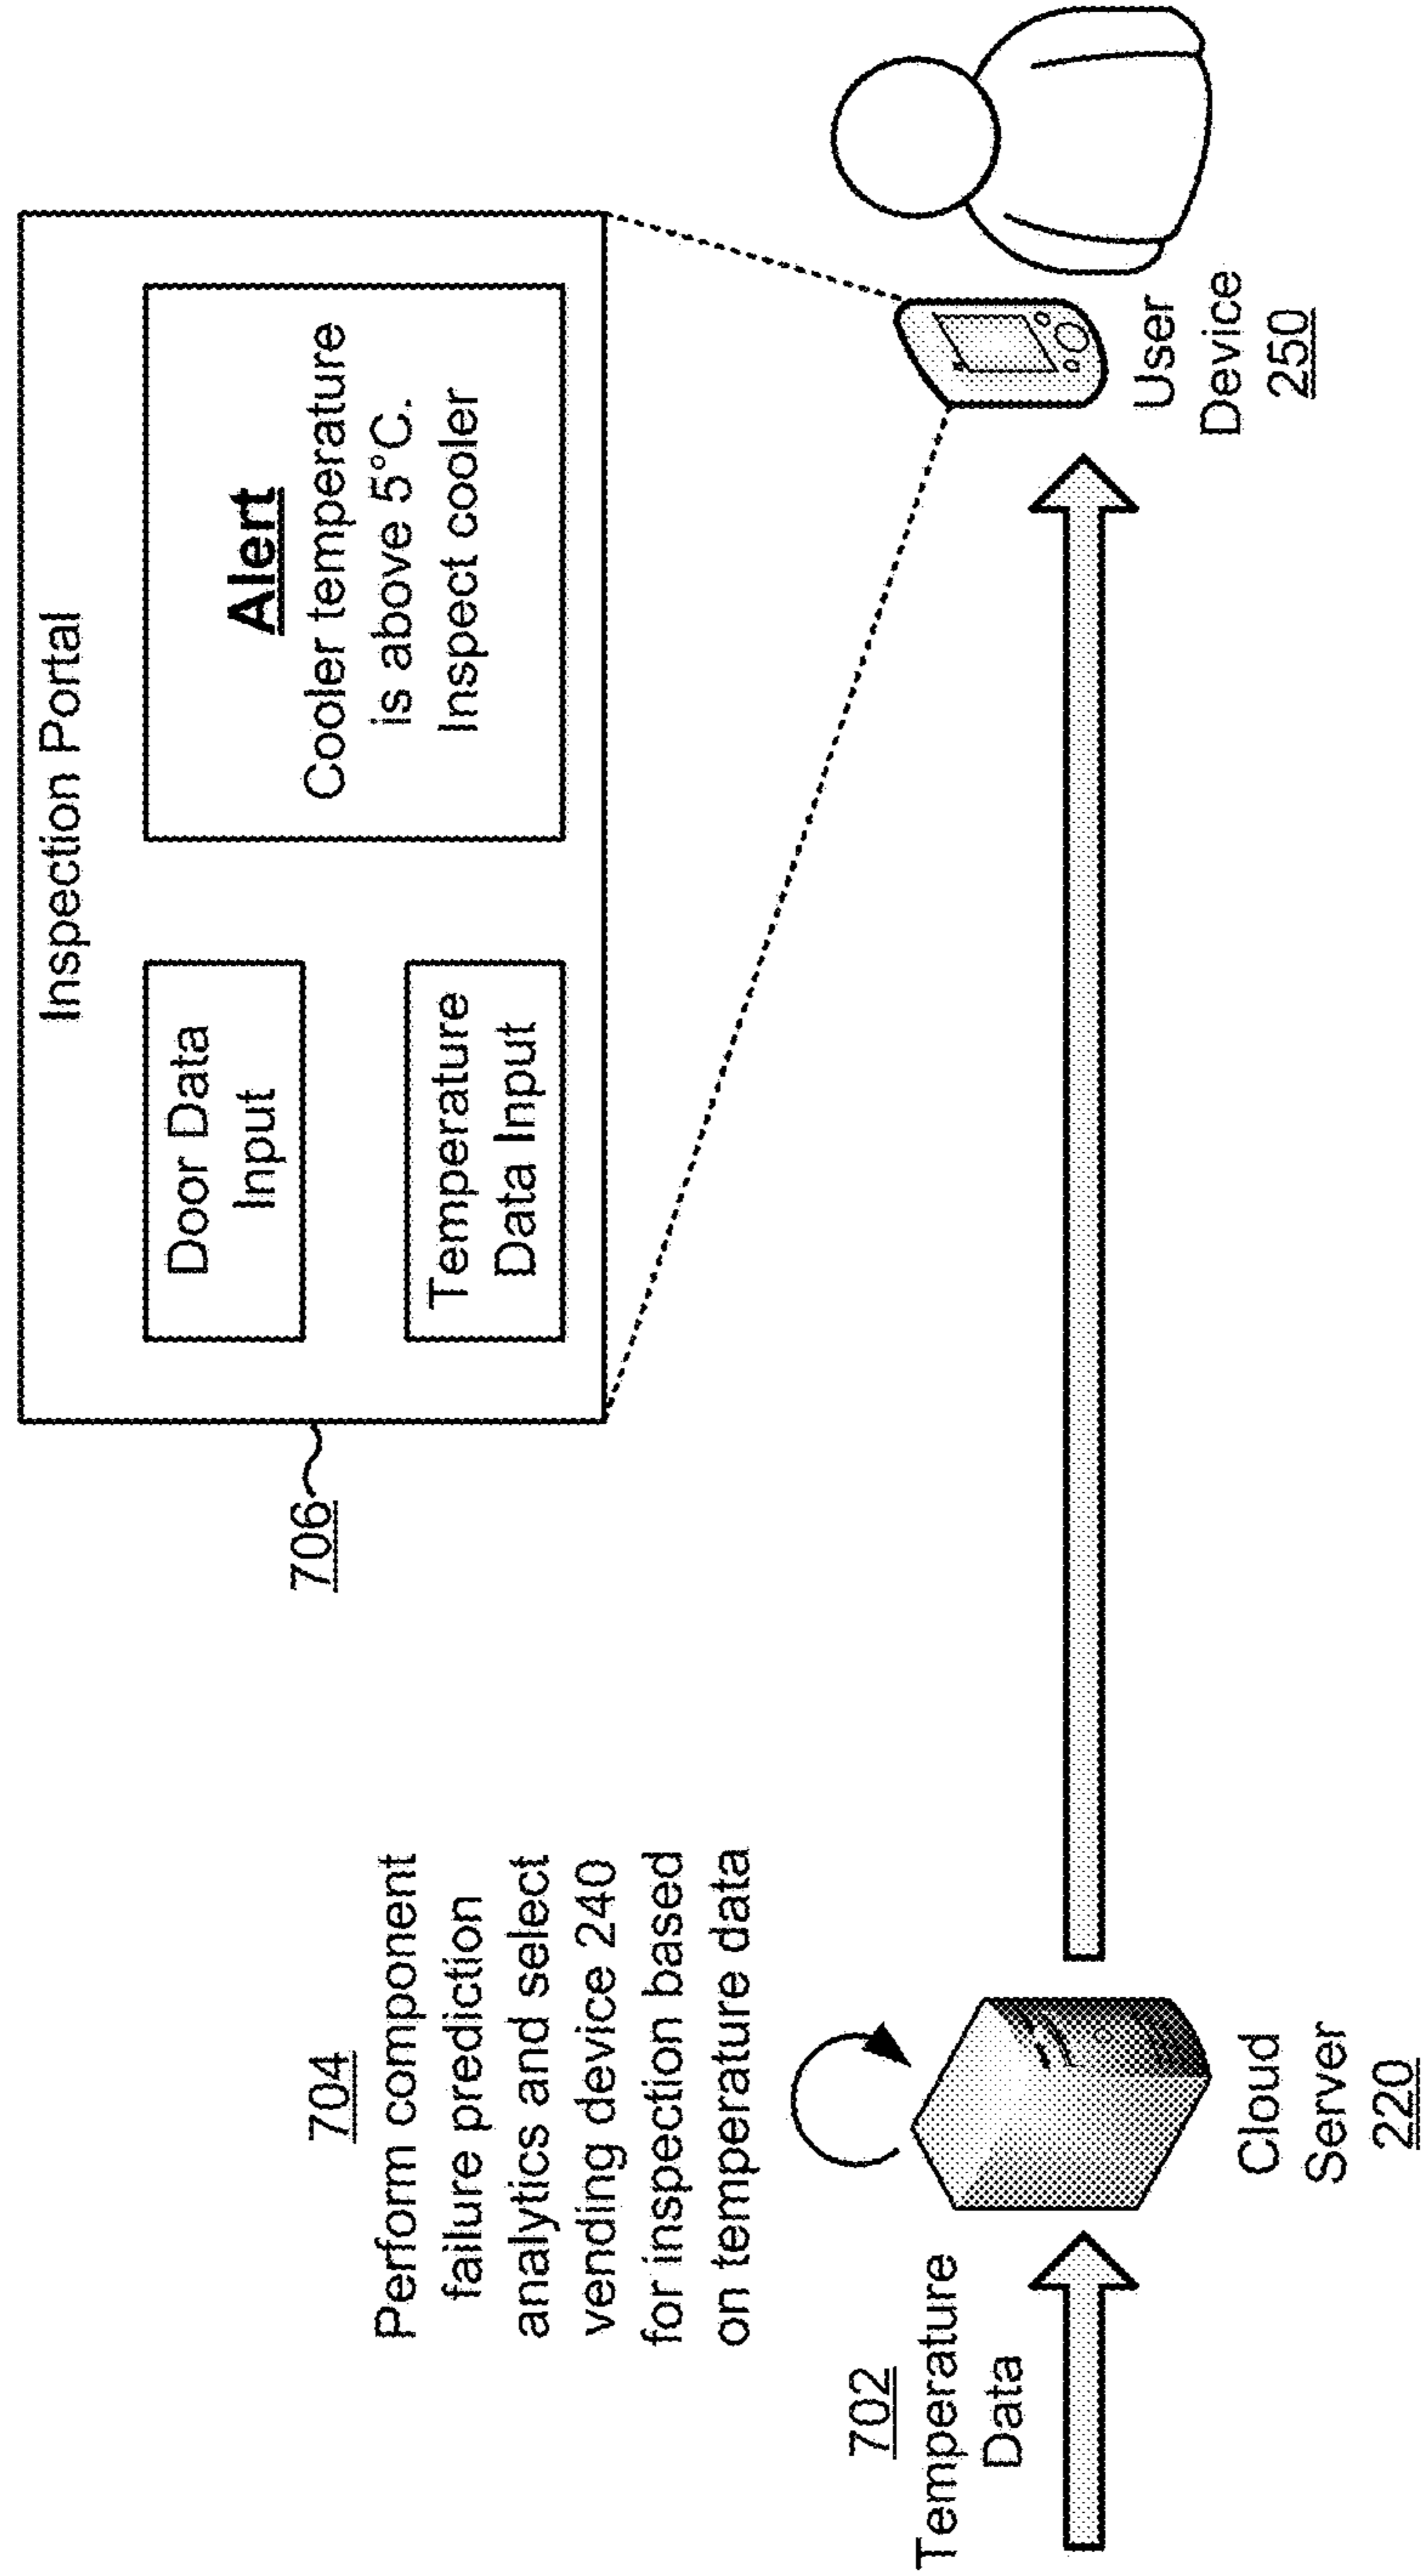 702
Temperature
Data
704
Perform component
failure prediction
analytics and select
vending device 240
for inspection based
on temperature data
Cloud
Server
220
706
Inspection Portal
Door Data
Input
Temperature
Data Input
Alert
Cooler temperature
is above 5°C.
Inspect cooler
User
Device
250